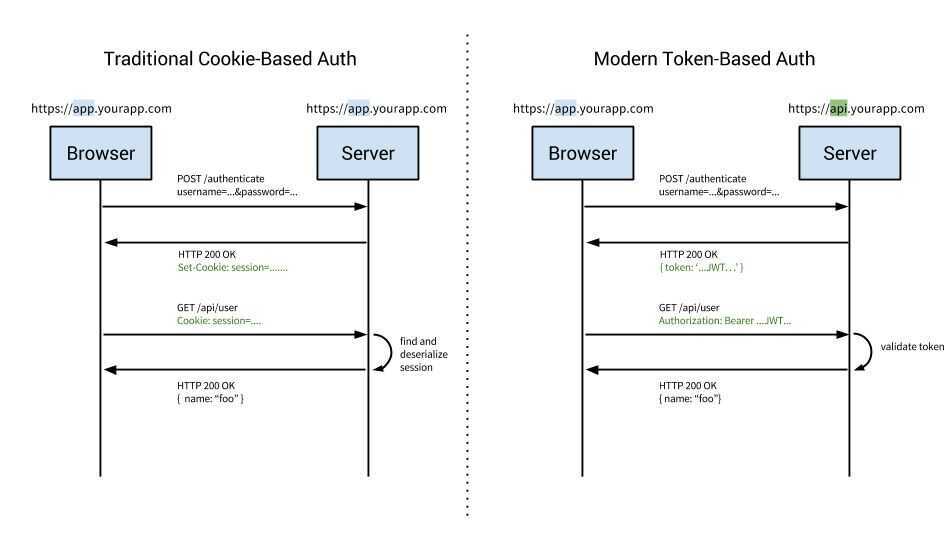 Traditional Cookie-Based Auth
https://app.yourapp.com
https://app.yourapp.com
Browser
Server
POST /authenticate
username=...&password=...
HTTP 200 OK
Set-Cookie: session=.......
GET /api/user
Cookie: session=....
find and
deserialize
session
HTTP 200 OK
{ name: “foo” }
Modern Token-Based Auth
https://app.yourapp.com
https://api.yourapp.com
Browser
Server
POST /authenticate
username=...&password=...
HTTP 200 OK
{ token: ‘...JWT...’ }
GET /api/user
Authorization: Bearer ....JWT...
validate token
HTTP 200 OK
{ name: “foo”}